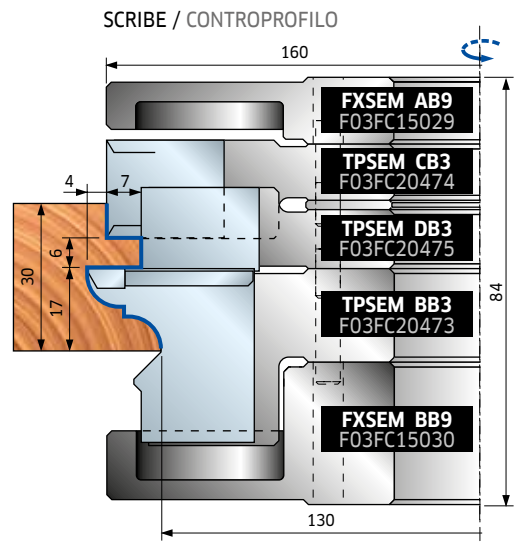 SCRIBE / CONTROPROFILO
160
FXSEM AB9
F03FC15029
TPSEM CB3
F03FC20474
4
7
TPSEM DB3
F03FC20475
6
30
17
84
TPSEM BB3
F03FC20473
FXSEM BB9
F03FC15030
130